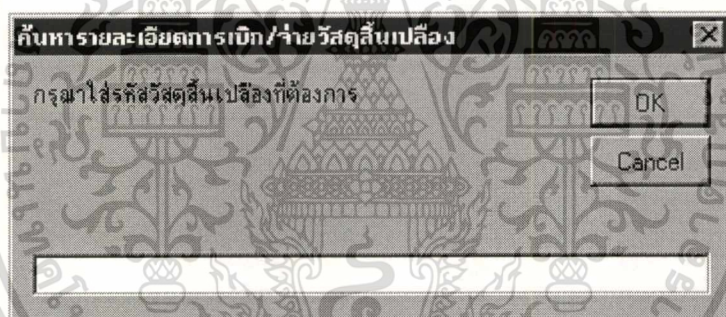 ค้นหารายละเอียดการเบิก/จ่ายวัสดุสิ้นเปลือง
กรุณาใส่รหัสวัสดุสิ้นเปลืองที่ต้องการ
OK
Cancel